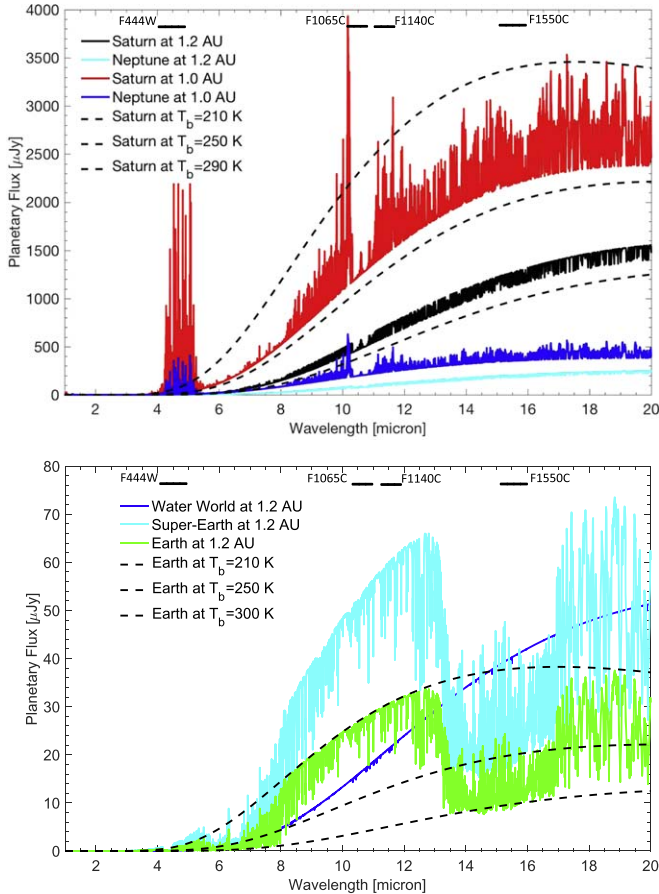 F444W F1065C F1140C F1550C
4000
3500
3000
2500
2000
1500
1000
500
0
Planetary Flux [μJy]
Saturn at 1.2 AU
Neptune at 1.2 AU
Saturn at 1.0 AU
Neptune at 1.0 AU
Saturn at T_b=210 K
Saturn at T_b=250 K
Saturn at T_b=290 K
2 4 6 8 10 12 14 16 18 20
Wavelength [micron]
80
70
60
50
40
30
20
10
0
Planetary Flux [μJy]
F444W F1065C F1140C F1550C
Water World at 1.2 AU
Super-Earth at 1.2 AU
Earth at 1.2 AU
Earth at T_b=210 K
Earth at T_b=250 K
Earth at T_b=300 K
2 4 6 8 10 12 14 16 18 20
Wavelength [micron]